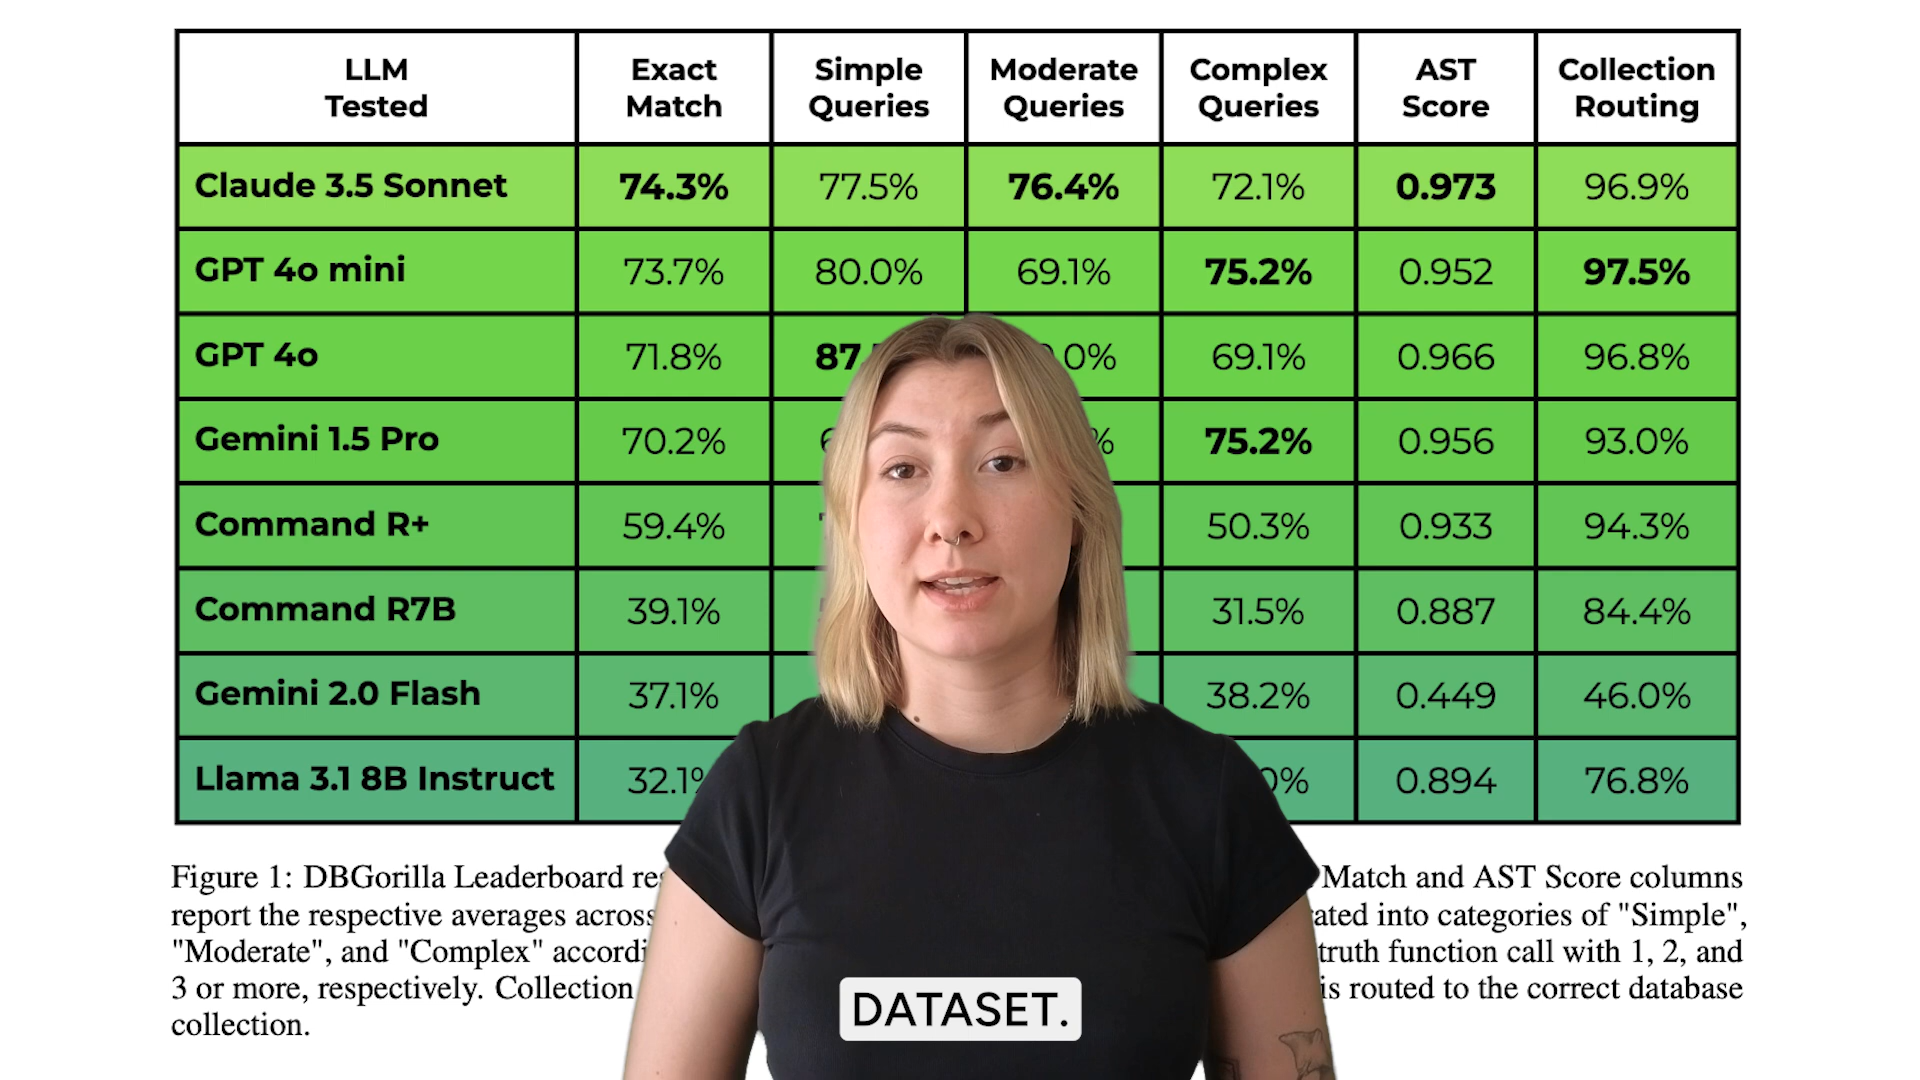 LLM Tested Exact Match Simple Queries Moderate Queries Complex Queries AST Score Collection Routing
Claude 3.5 Sonnet 74.3% 77.5% 76.4% 72.1% 0.973 96.9%
GPT 4o mini 73.7% 80.0% 69.1% 75.2% 0.952 97.5%
GPT 4o 71.8% 87 .0% 69.1% 0.966 96.8%
Gemini 1.5 Pro 70.2% % 75.2% 0.956 93.0%
Command R+ 59.4% 50.3% 0.933 94.3%
Command R7B 39.1% 31.5% 0.887 84.4%
Gemini 2.0 Flash 37.1% 38.2% 0.449 46.0%
Llama 3.1 8B Instruct 32.1% 0% 0.894 76.8%
Figure 1: DBGorilla Leaderboard Match and AST Score columns
report the respective averages across into categories of "Simple",
"Moderate", and "Complex" truth function call with 1, 2, and
3 or more, respectively. Collection is routed to the correct database
collection.
DATASET.